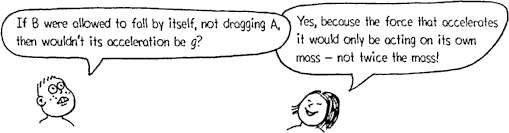 If B were allowed to fall by itself, not dragging A,
then wouldn't its acceleration be g?
Yes, because the force that accelerates
it would only be acting on its own
mass – not twice the mass!